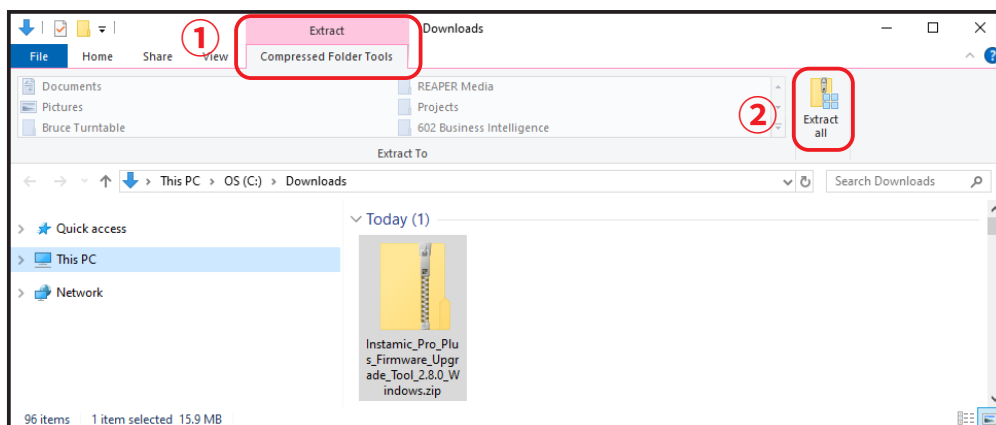 Extract
Downloads
①
File
Home
Share
View
Compressed Folder Tools
?
Documents
REAPER Media
Pictures
Projects
Bruce Turntable
602 Business Intelligence
②
Extract
all
Extract To
This PC > OS (C:) > Downloads
Search Downloads
Quick access
Today (1)
This PC
Network
Instamic_Pro_Plu
s_Firmware_Upgr
ade_Tool_2.8.0_W
indows.zip
96 items
1 item selected 15.9 MB